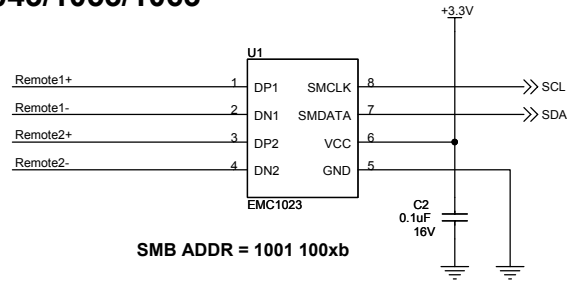 +3.3V
U1
Remote1+ 1 DP1 SMCLK 8 SCL
Remote1- 2 DN1 SMDATA 7 SDA
Remote2+ 3 DP2 VCC 6
Remote2- 4 DN2 GND 5
EMC1023
C2
0.1uF
16V
SMB ADDR = 1001 100xb